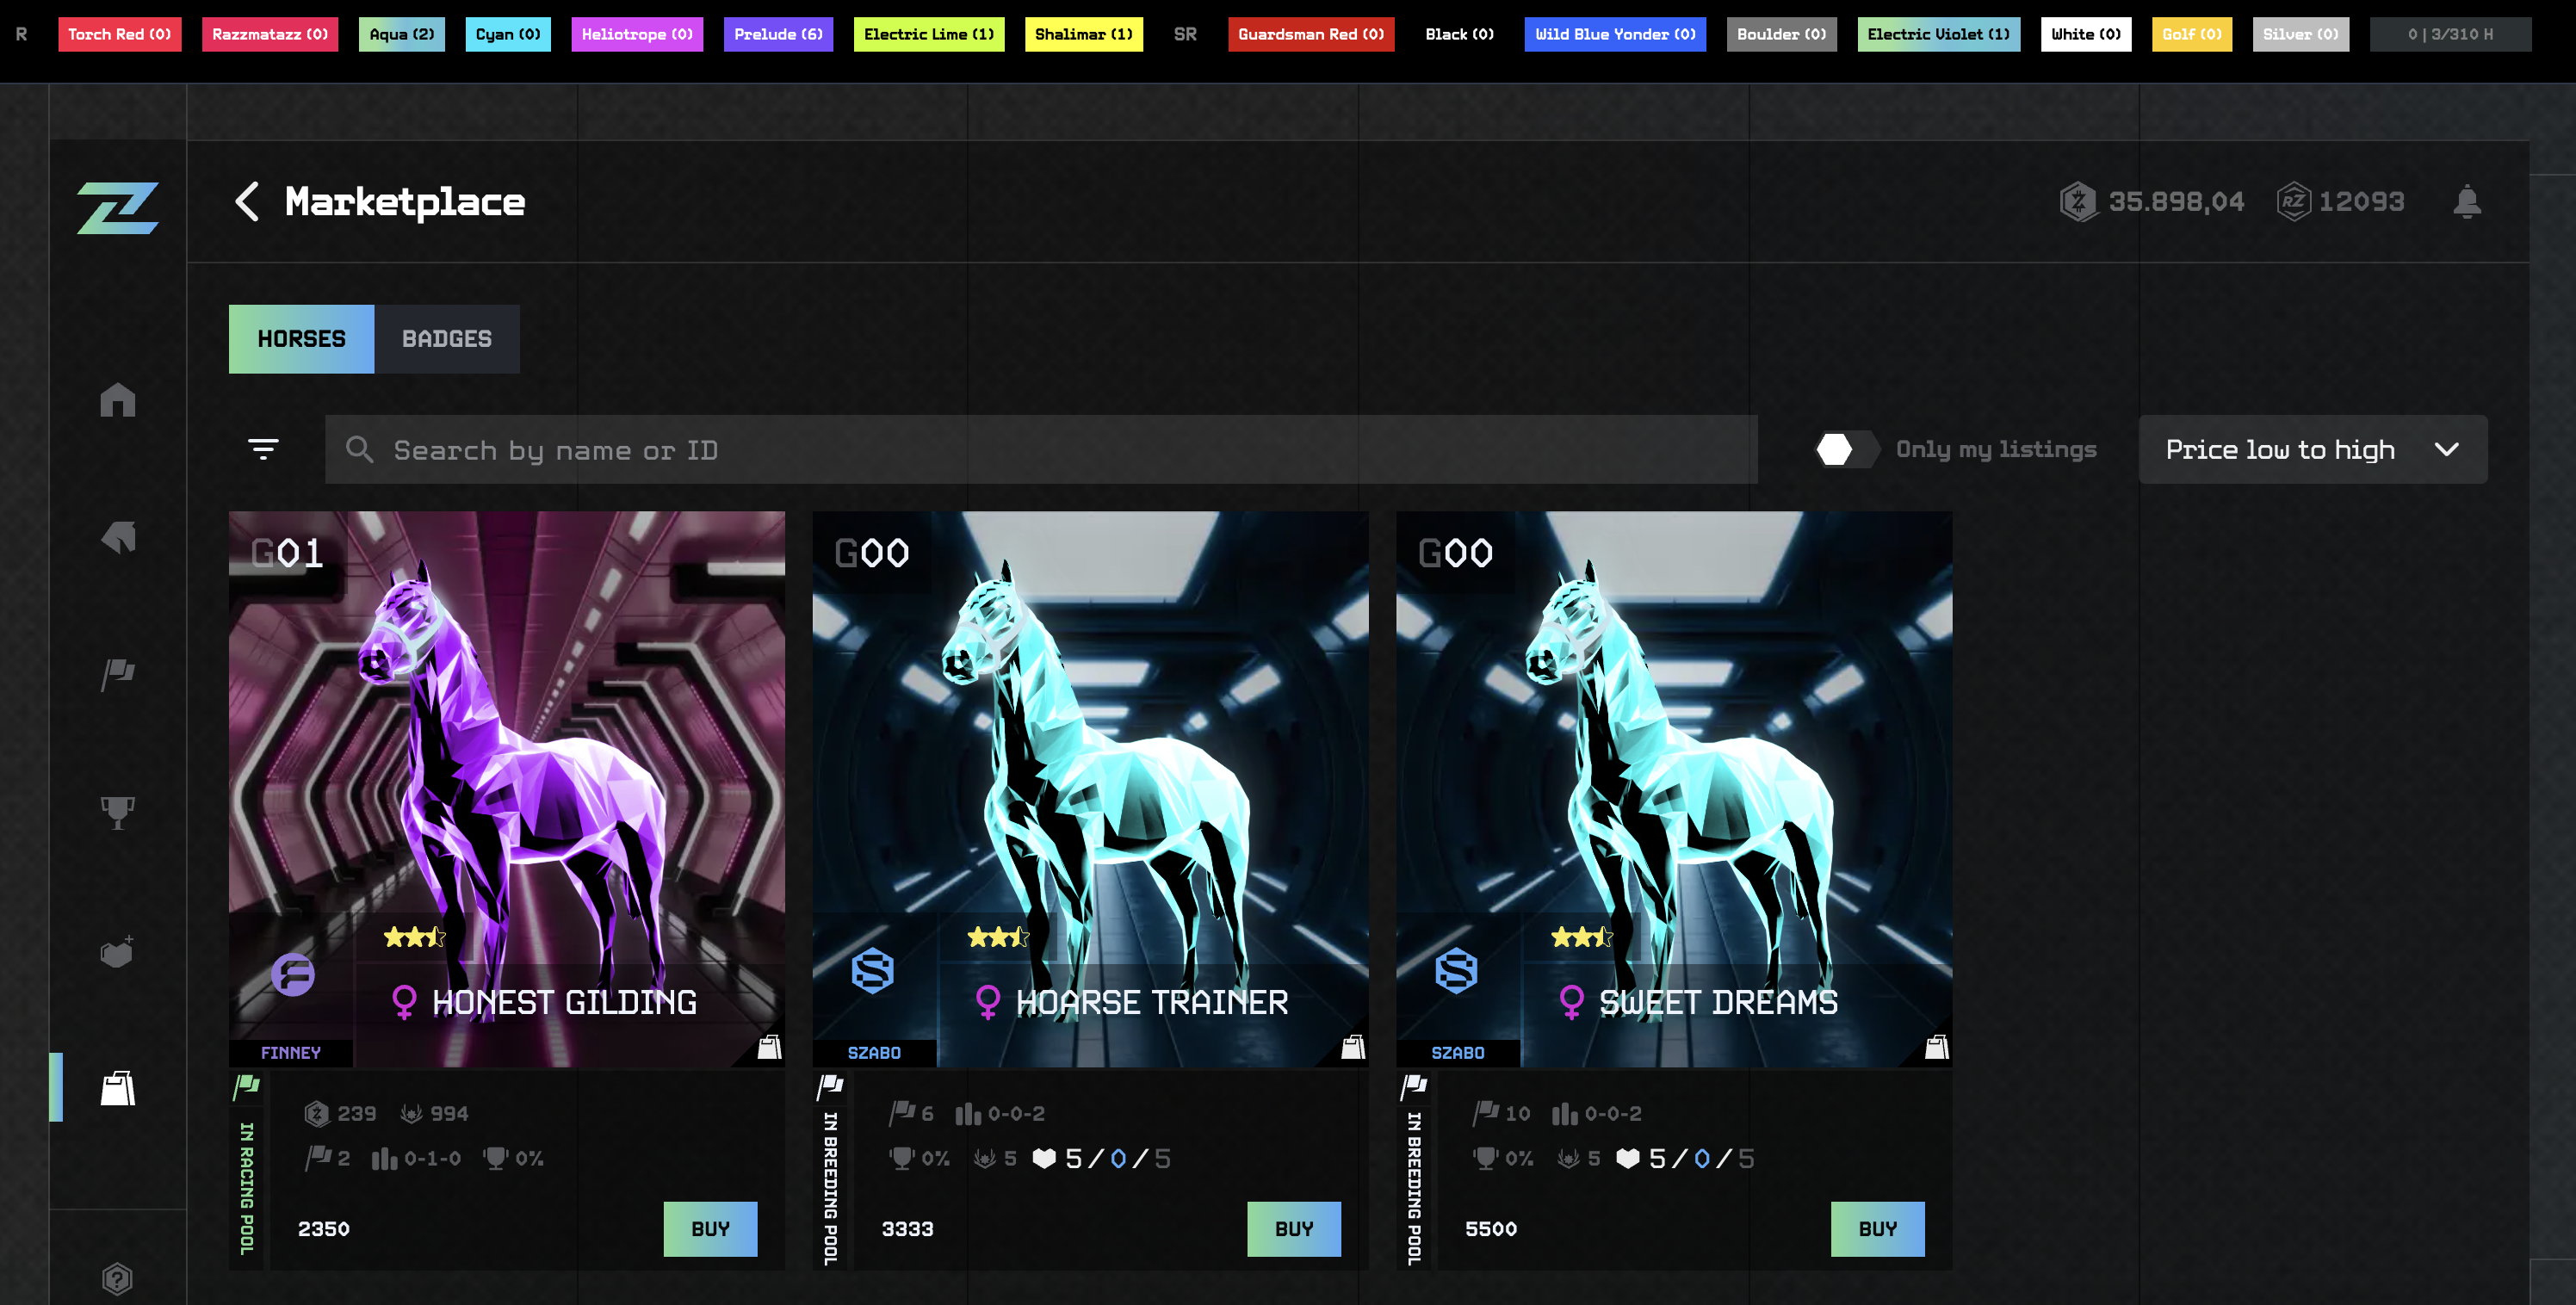 R Torch Red (0) Razzmatazz (0) Aqua (2) Cyan (0) Heliotrope (0) Prelude (6) Electric Lime (1) Shalimar (1) SR Guardsman Red (0) Black (0) Wild Blue Yonder (0) Boulder (0) Electric Violet (1) White (0) Golf (0) Silver (0) 0 | 3/310 H
Marketplace
35.898,04
RZ 12093
HORSES BADGES
Search by name or ID
Only my listings
Price low to high
G01
HONEST GILDING
FINNEY
IN RACING POOL
239 994
2 0-1-0 0%
2350
BUY
G00
HOARSE TRAINER
SZABO
IN BREEDING POOL
6 0-0-2
0% 5 5/0/5
3333
BUY
G00
SWEET DREAMS
SZABO
IN BREEDING POOL
10 0-0-2
0% 5 5/0/5
5500
BUY
?